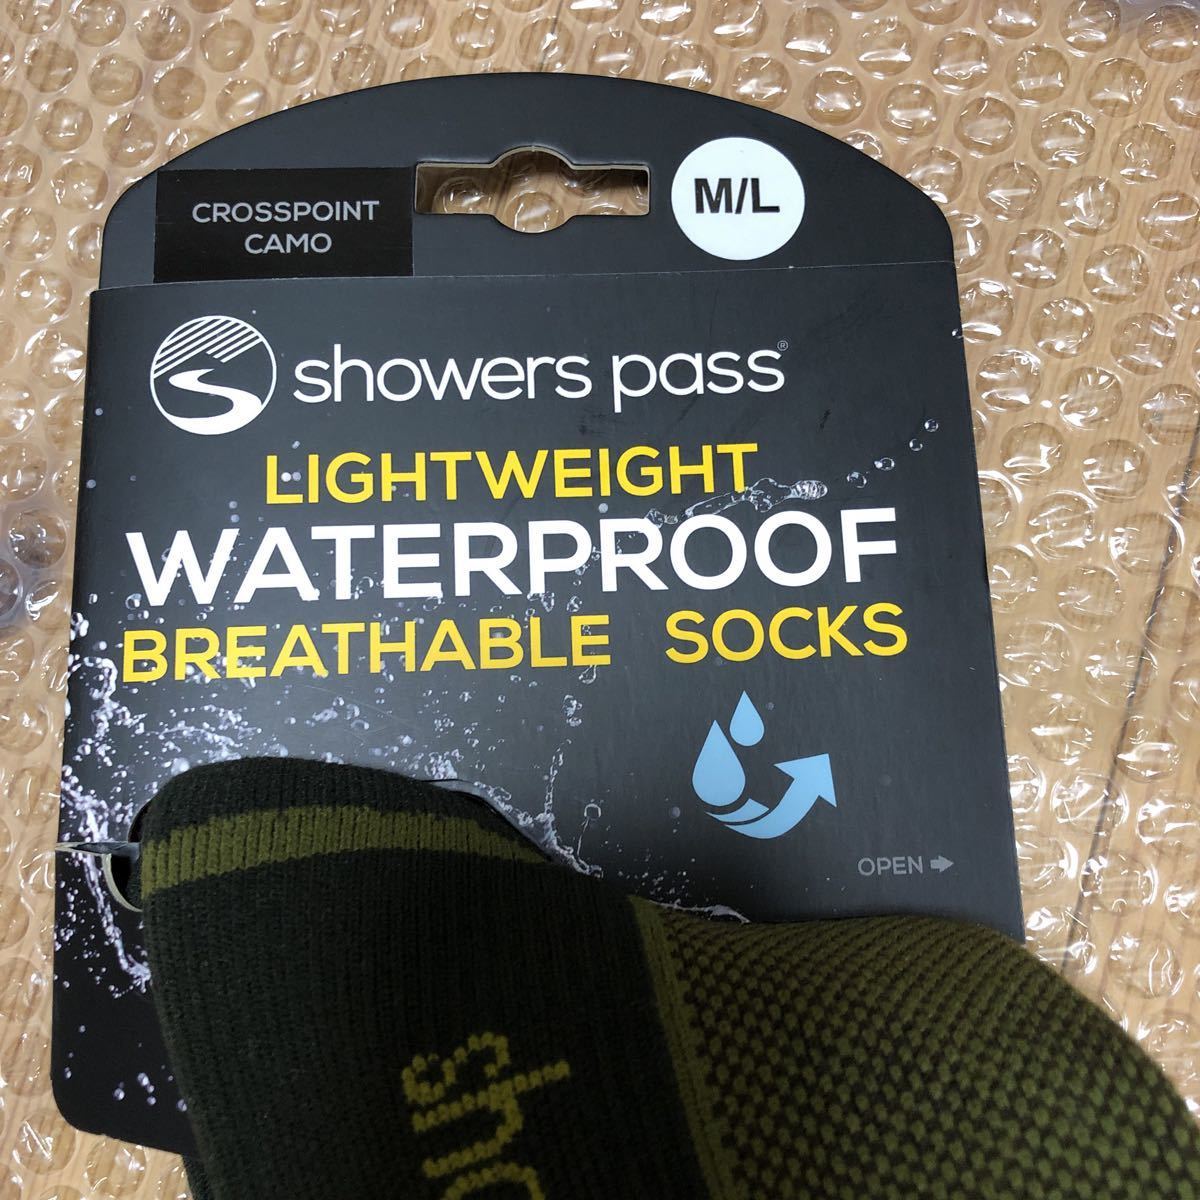 CROSSPOINT
CAMO
M/L
showers pass®
LIGHTWEIGHT
WATERPROOF
BREATHABLE SOCKS
OPEN